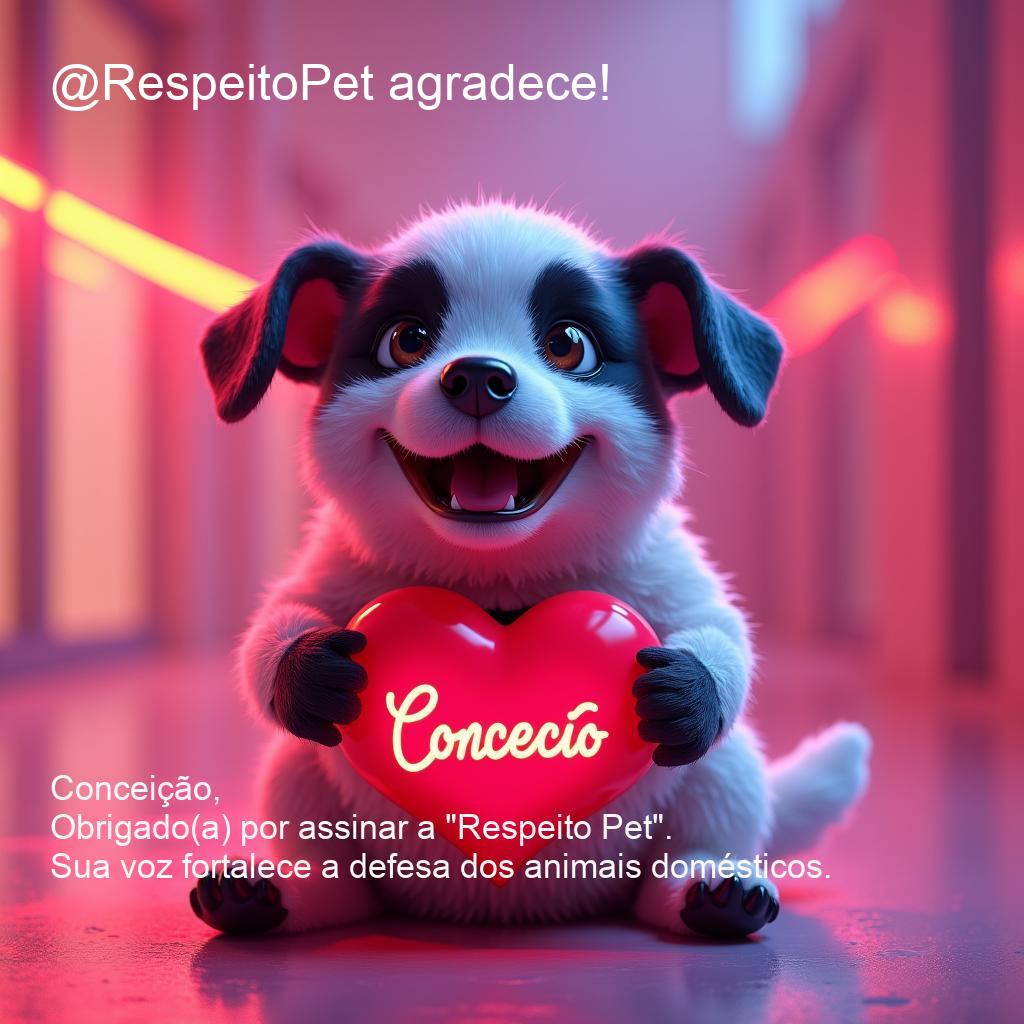 @RespeitoPet agradece!
Concecío
Conceição,
Obrigado(a) por assinar a "Respeito Pet".
Sua voz fortalece a defesa dos animais domésticos.